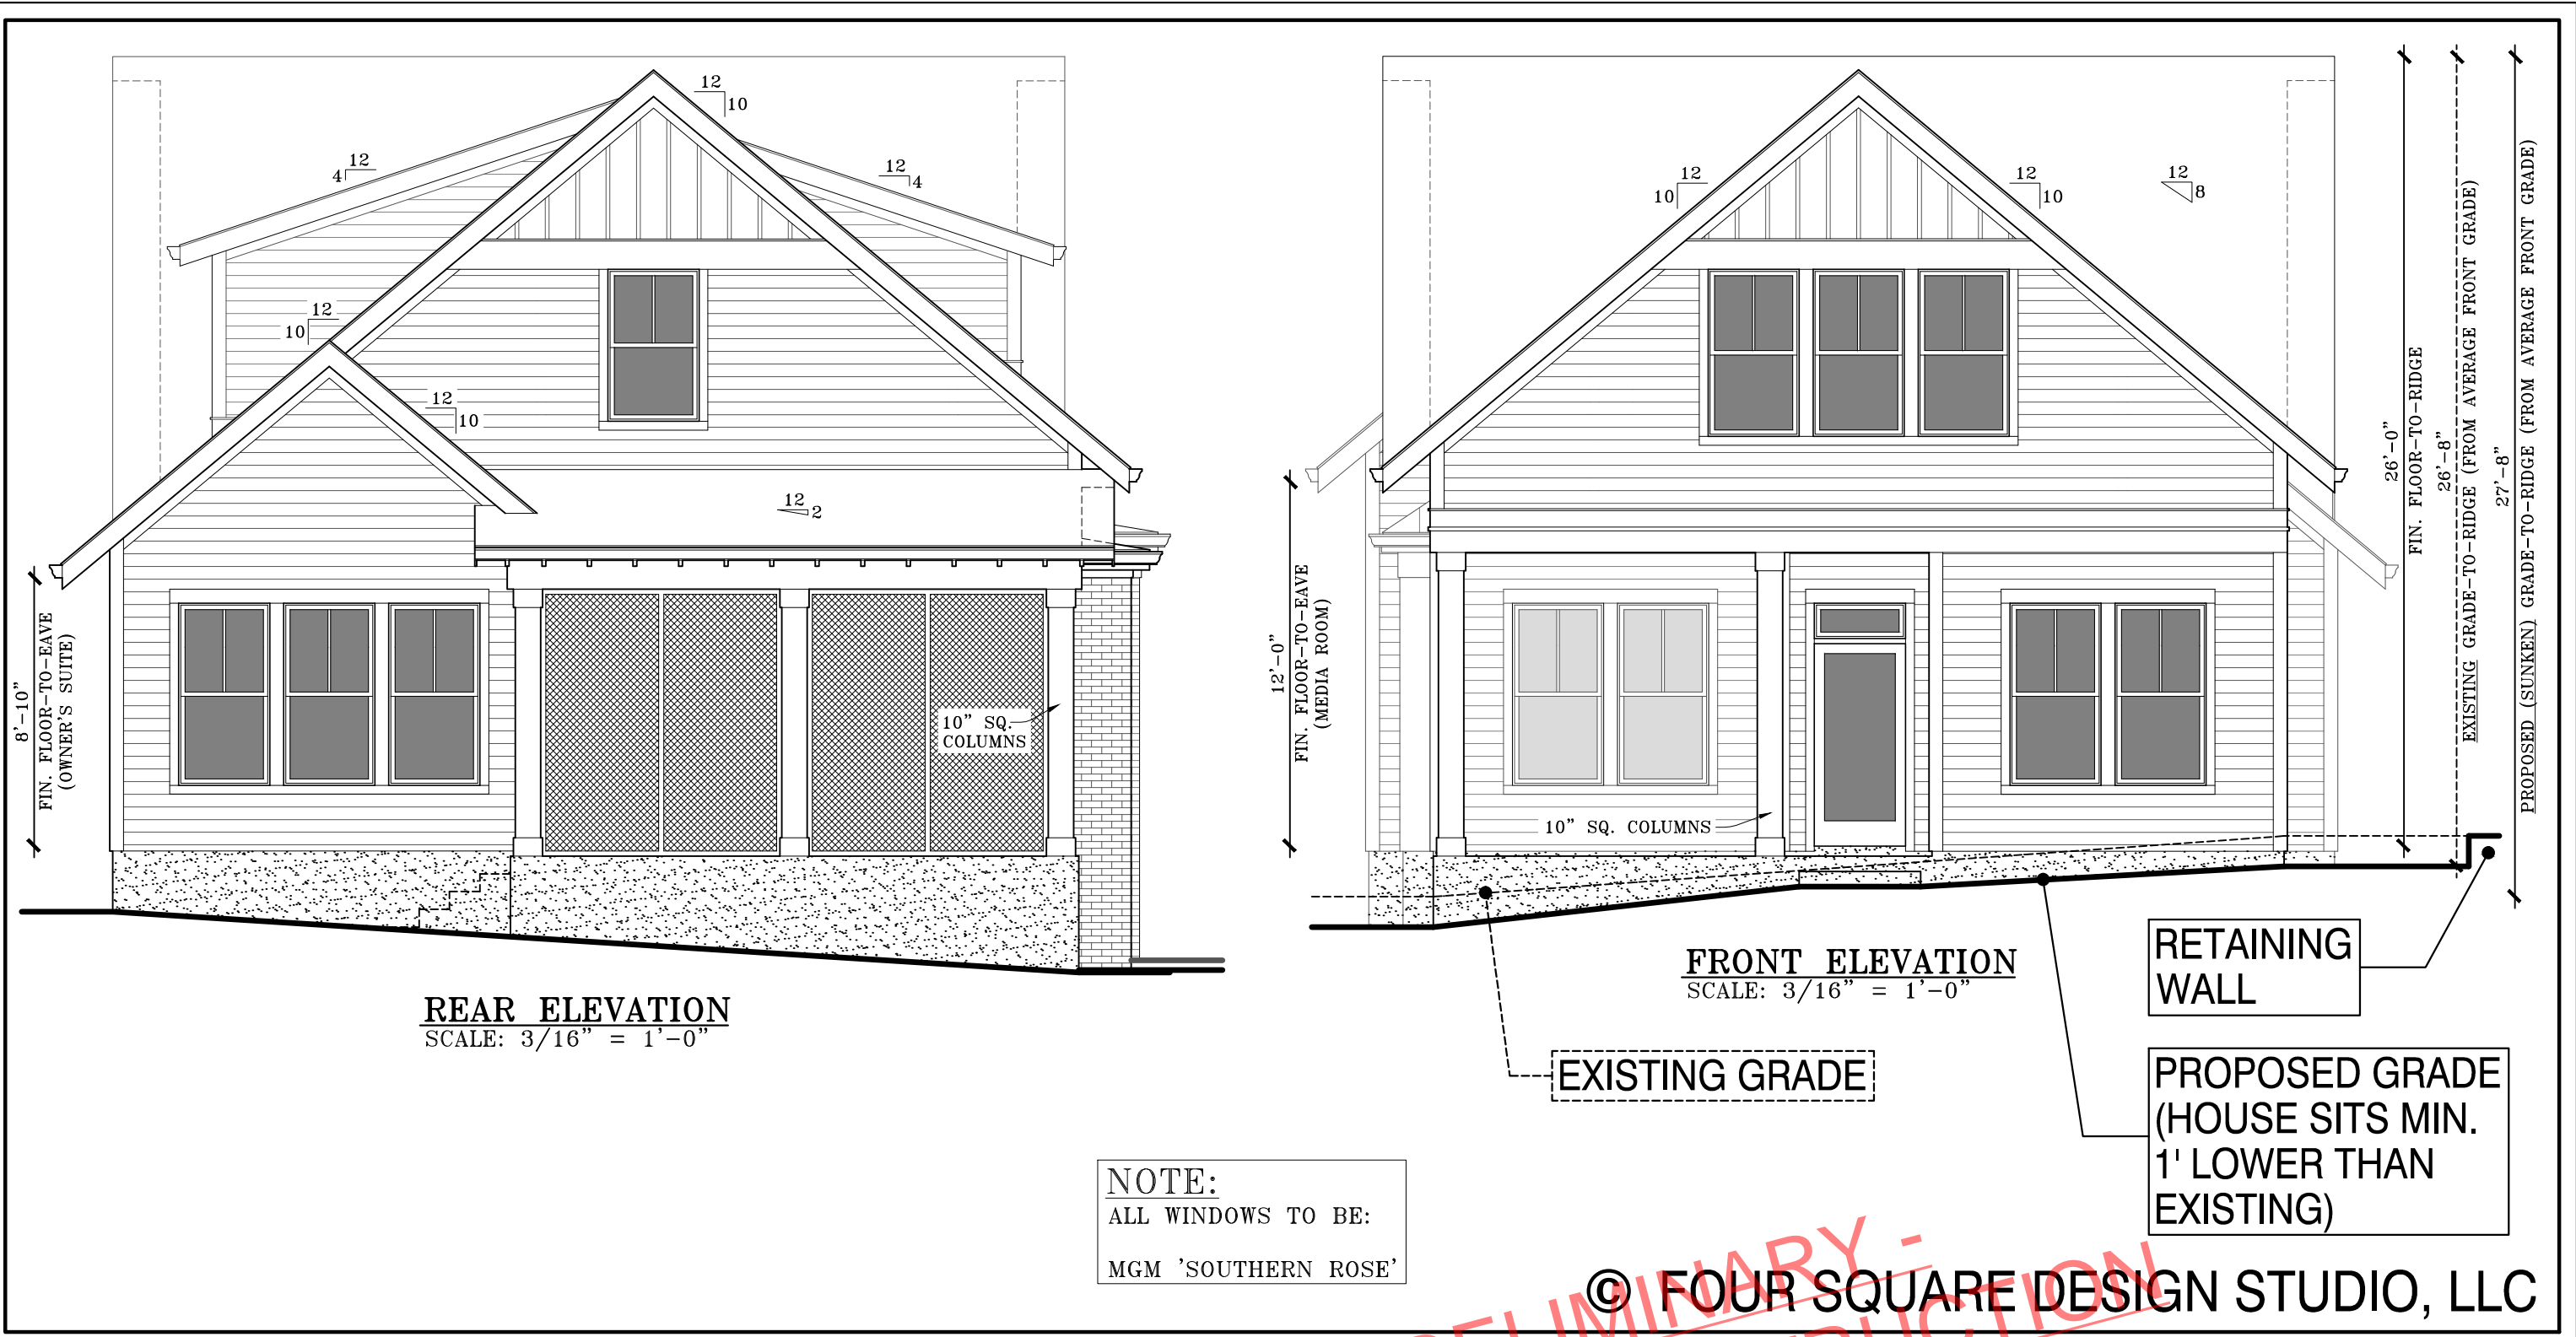 12
10
12
4
12
4
12
10
12
10
12
2
8'-10"
FIN. FLOOR-TO-EAVE
(OWNER'S SUITE)
10" SQ.
COLUMNS
REAR ELEVATION
SCALE: 3/16" = 1'-0"
12
10
12
10
12
8
12'-0"
FIN. FLOOR-TO-EAVE
(MEDIA ROOM)
10" SQ. COLUMNS
26'-0"
FIN. FLOOR-TO-RIDGE
26'-8"
EXISTING GRADE-TO-RIDGE (FROM AVERAGE FRONT GRADE)
27'-8"
PROPOSED (SUNKEN) GRADE-TO-RIDGE (FROM AVERAGE FRONT GRADE)
FRONT ELEVATION
SCALE: 3/16" = 1'-0"
RETAINING
WALL
EXISTING GRADE
PROPOSED GRADE
(HOUSE SITS MIN.
1' LOWER THAN
EXISTING)
NOTE:
ALL WINDOWS TO BE:
MGM 'SOUTHERN ROSE'
© FOUR SQUARE DESIGN STUDIO, LLC